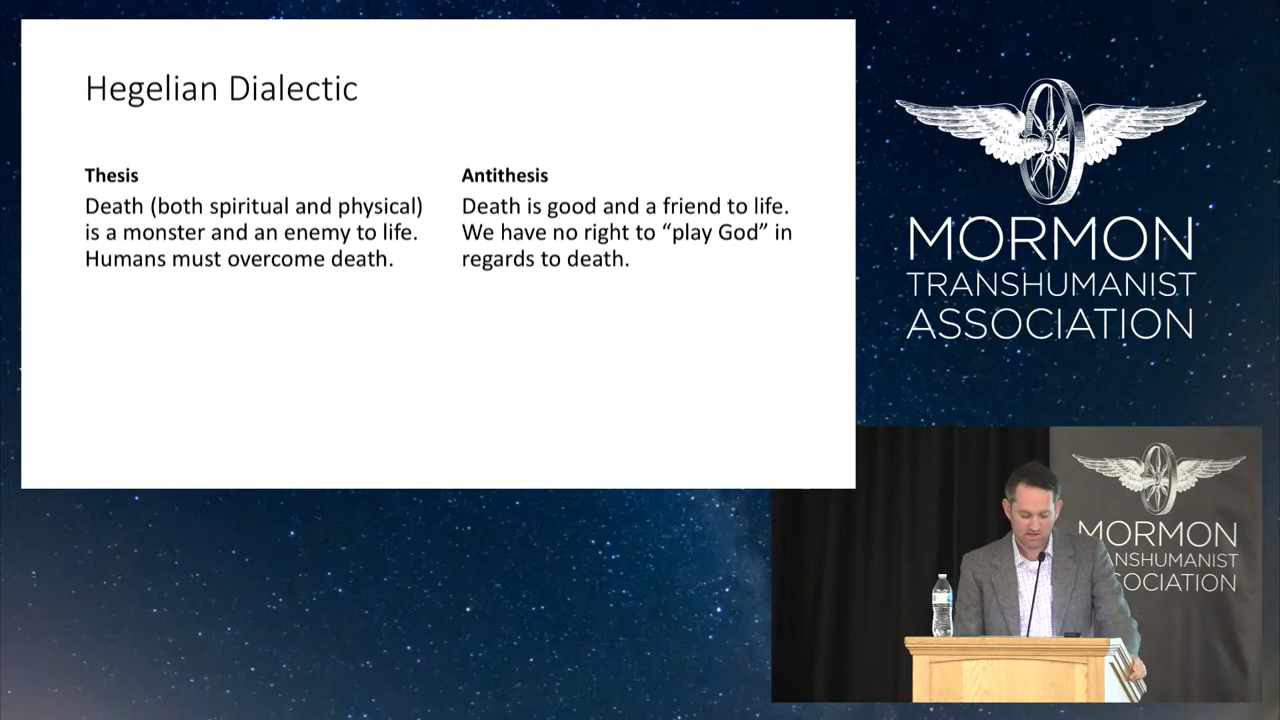 Hegelian Dialectic
Thesis
Death (both spiritual and physical)
is a monster and an enemy to life.
Humans must overcome death.
Antithesis
Death is good and a friend to life.
We have no right to “play God” in
regards to death.
MORMON
TRANSHUMANIST
ASSOCIATION
MORMON
ANSHUMANIST
OCIATION